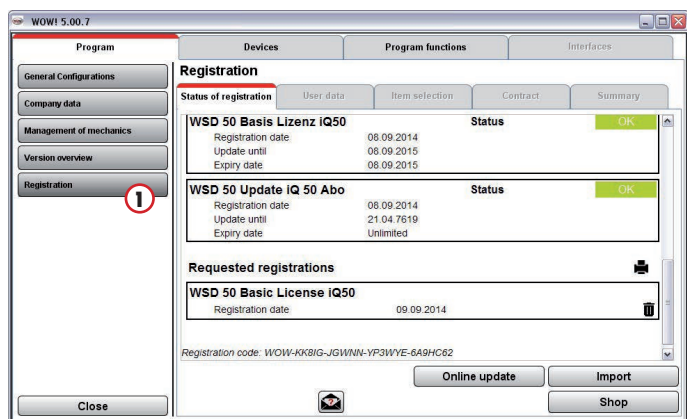 WOW! 5.00.7
Program
Devices
Program functions
Interfaces
General Configurations
Company data
Management of mechanics
Version overview
Registration
1
Close
Registration
Status of registration
User data
Item selection
Contract
Summary
WSD 50 Basis Lizenz iQ50 Status OK
Registration date 08.09.2014
Update until 08.09.2015
Expiry date 08.09.2015
WSD 50 Update iQ 50 Abo Status OK
Registration date 08.09.2014
Update until 21.04.7619
Expiry date Unlimited
Requested registrations
WSD 50 Basic License iQ50
Registration date 09.09.2014
Registration code: WOW-KK8IG-JGWNN-YP3WYE-6A9HC62
Online update
Import
?
Shop